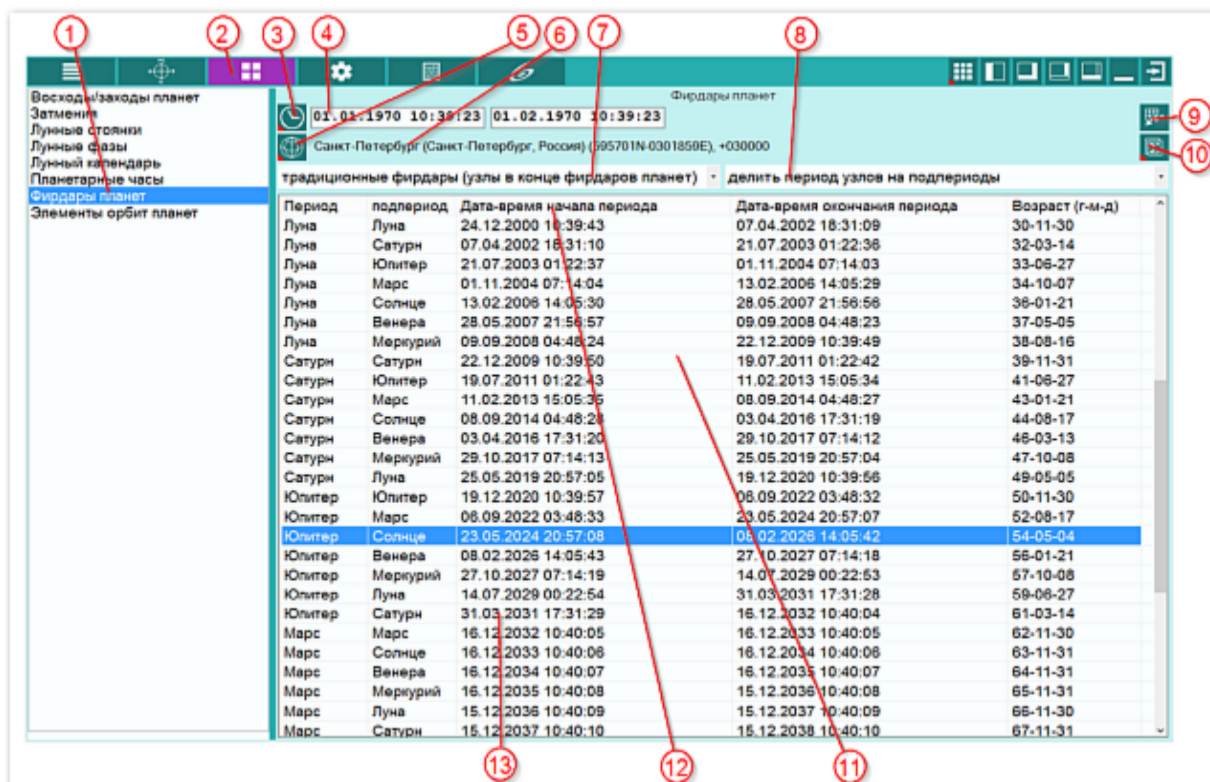 1 2 3 4 5 6 7 8
Восходы/заходы планет
Затмения
Лунные стоянки
Лунные фазы
Лунный календарь
Планетарные часы
Фирдары планет
Элементы орбит планет
Фирдары планет
01.01.1970 10:39:23 01.02.1970 10:39:23
9
Санкт-Петербург (Санкт-Петербург, Россия) (595701N-0301859E), +030000
10
традиционные фирдары (узлы в конце фирдаров планет) делить период узлов на подпериоды
Период подпериод Дата-время начала периода Дата-время окончания периода Возраст (г-м-д)
Луна Луна 24.12.2000 10:39:43 07.04.2002 18:31:09 30-11-30
Луна Сатурн 07.04.2002 18:31:10 21.07.2003 01:22:36 32-03-14
Луна Юпитер 21.07.2003 01:22:37 01.11.2004 07:14:03 33-06-27
Луна Марс 01.11.2004 07:14:04 13.02.2006 14:05:29 34-10-07
Луна Солнце 13.02.2006 14:05:30 28.05.2007 21:56:56 36-01-21
Луна Венера 28.05.2007 21:56:57 09.09.2008 04:48:23 37-05-05
Луна Меркурий 09.09.2008 04:48:24 22.12.2009 10:39:49 38-08-16
Сатурн Сатурн 22.12.2009 10:39:50 19.07.2011 01:22:42 39-11-31
Сатурн Юпитер 19.07.2011 01:22:43 11.02.2013 15:05:34 41-06-27
Сатурн Марс 11.02.2013 15:05:35 08.09.2014 04:48:27 43-01-21
Сатурн Солнце 08.09.2014 04:48:28 03.04.2016 17:31:19 44-08-17
Сатурн Венера 03.04.2016 17:31:20 29.10.2017 07:14:12 46-03-13
Сатурн Меркурий 29.10.2017 07:14:13 25.05.2019 20:57:04 47-10-08
Сатурн Луна 25.05.2019 20:57:05 19.12.2020 10:39:56 49-05-05
Юпитер Юпитер 19.12.2020 10:39:57 06.09.2022 03:48:32 50-11-30
Юпитер Марс 06.09.2022 03:48:33 23.05.2024 20:57:07 52-08-17
Юпитер Солнце 23.05.2024 20:57:08 08.02.2026 14:05:42 54-05-04
Юпитер Венера 08.02.2026 14:05:43 27.10.2027 07:14:18 56-01-21
Юпитер Меркурий 27.10.2027 07:14:19 14.07.2029 00:22:53 57-10-08
Юпитер Луна 14.07.2029 00:22:54 31.03.2031 17:31:28 59-06-27
Юпитер Сатурн 31.03.2031 17:31:29 16.12.2032 10:40:04 61-03-14
Марс Марс 16.12.2032 10:40:05 16.12.2033 10:40:05 62-11-30
Марс Солнце 16.12.2033 10:40:06 16.12.2034 10:40:06 63-11-31
Марс Венера 16.12.2034 10:40:07 16.12.2035 10:40:07 64-11-31
Марс Меркурий 16.12.2035 10:40:08 15.12.2036 10:40:08 65-11-31
Марс Луна 15.12.2036 10:40:09 15.12.2037 10:40:09 66-11-30
Марс Сатурн 15.12.2037 10:40:10 15.12.2038 10:40:10 67-11-31
13 12 11